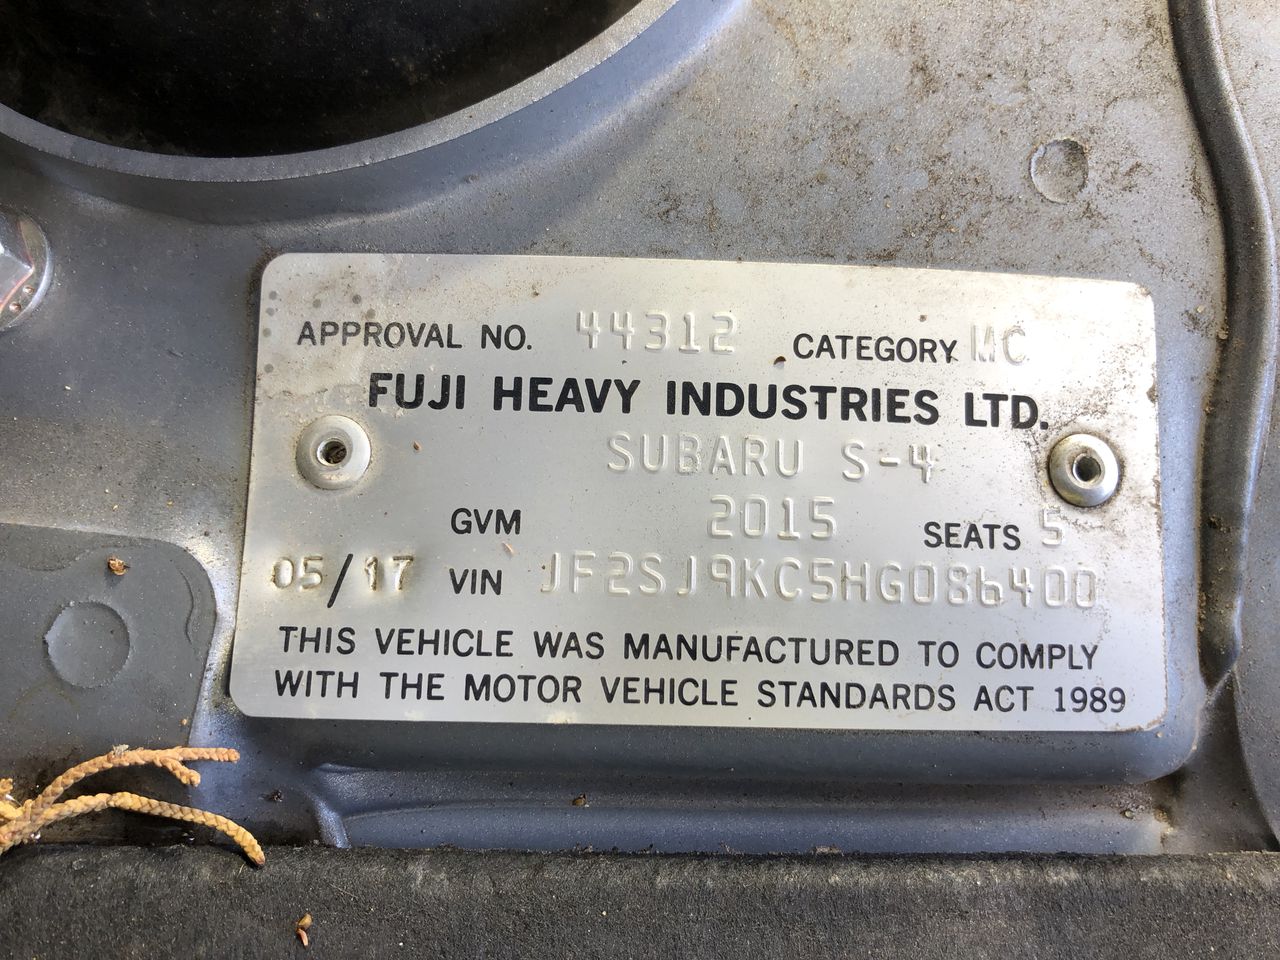 APPROVAL NO. 44312 CATEGORY MC
FUJI HEAVY INDUSTRIES LTD.
SUBARU S-4
GVM 2015 SEATS 5
05/17 VIN JF2SJ9KC5HG086400
THIS VEHICLE WAS MANUFACTURED TO COMPLY
WITH THE MOTOR VEHICLE STANDARDS ACT 1989